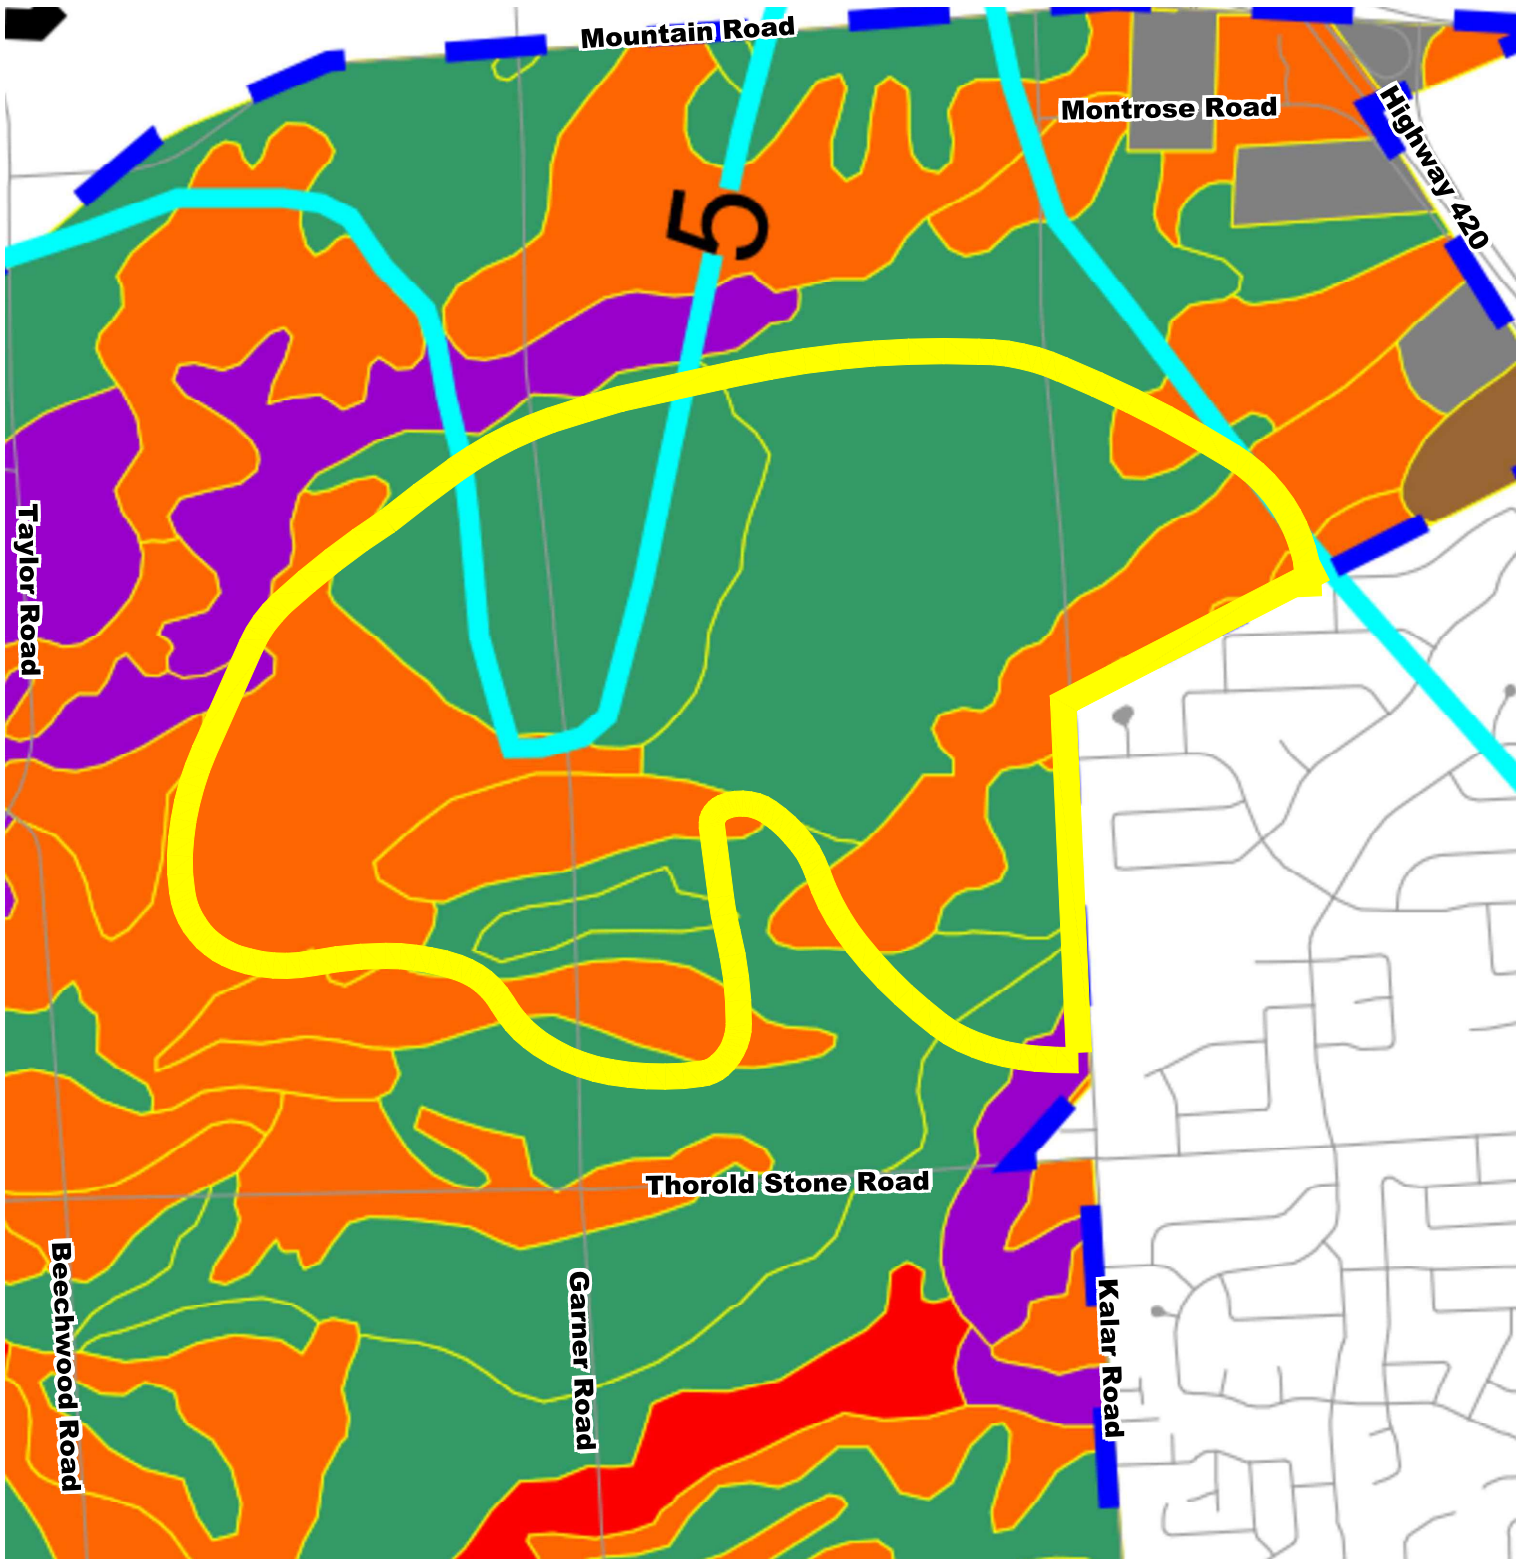 Mountain Road
Montrose Road
Highway 420
5
Taylor Road
Thorold Stone Road
Beechwood Road
Garner Road
Kalar Road